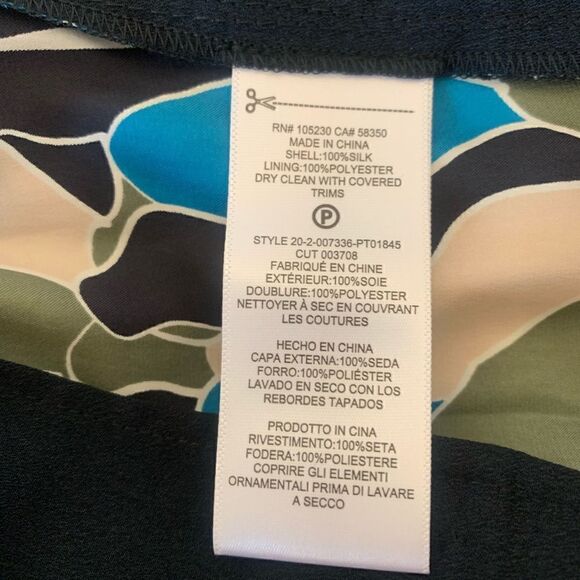 RN# 105230 CA# 58350
MADE IN CHINA
SHELL:100%SILK
LINING:100%POLYESTER
DRY CLEAN WITH COVERED
TRIMS
P
STYLE 20-2-007336-PT01845
CUT 003708
FABRIQUÉ EN CHINE
EXTÉRIEUR:100%SOIE
DOUBLURE:100%POLYESTER
NETTOYER À SEC EN COUVRANT
LES COUTURES
HECHO EN CHINA
CAPA EXTERNA:100%SEDA
FORRO:100%POLIÉSTER
LAVADO EN SECO CON LOS
REBORDES TAPADOS
PRODOTTO IN CINA
RIVESTIMENTO:100%SETA
FODERA:100%POLIESTERE
COPRIRE GLI ELEMENTI
ORNAMENTALI PRIMA DI LAVARE
A SECCO